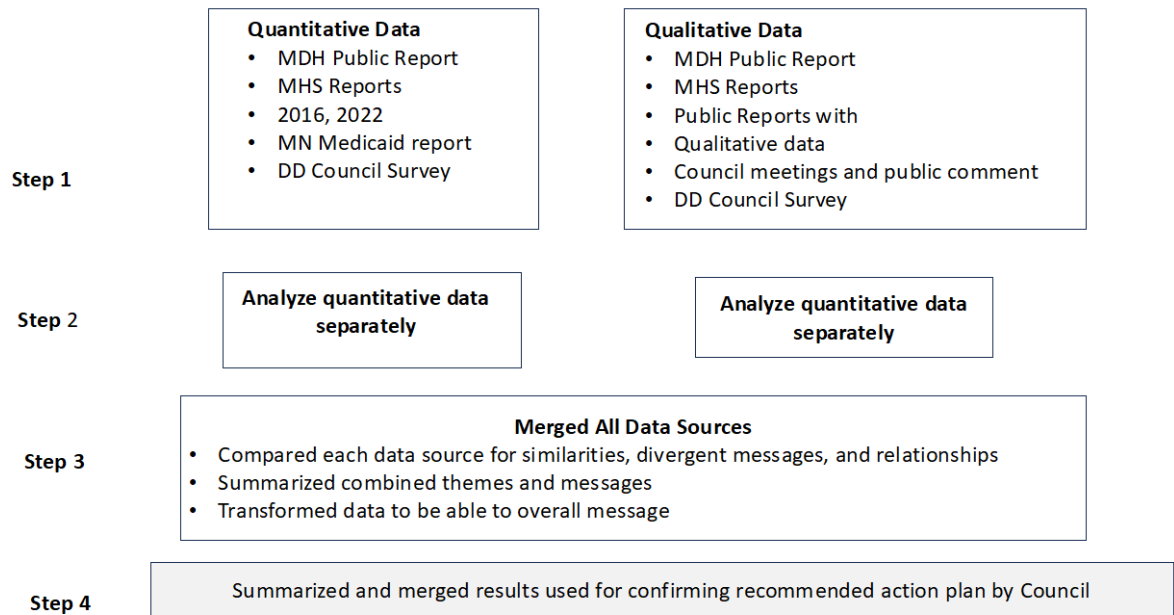 Quantitative Data
• MDH Public Report
• MHS Reports
• 2016, 2022
• MN Medicaid report
• DD Council Survey
Qualitative Data
• MDH Public Report
• MHS Reports
• Public Reports with
• Qualitative data
• Council meetings and public comment
• DD Council Survey
Step 1
Step 2
Analyze quantitative data
separately
Analyze quantitative data
separately
Step 3
Merged All Data Sources
• Compared each data source for similarities, divergent messages, and relationships
• Summarized combined themes and messages
• Transformed data to be able to overall message
Step 4
Summarized and merged results used for confirming recommended action plan by Council